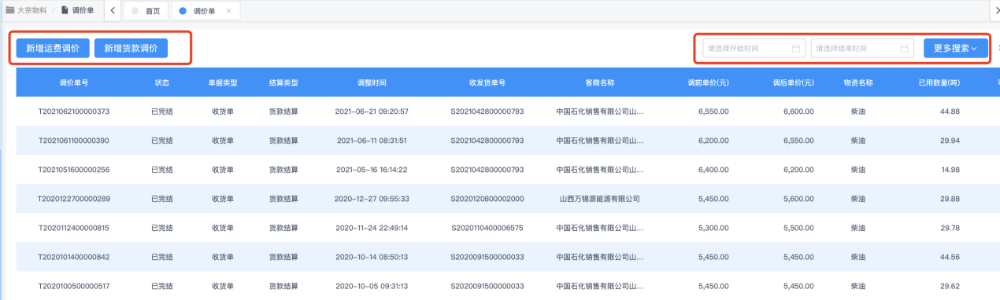 大宗物料 / 调价单 首页 调价单
新增运费调价 新增货款调价 请选择开始时间 请选择结束时间 更多搜索
调价单号 状态 单据类型 结算类型 调整时间 收发货单号 客商名称 调前单价(元) 调后单价(元) 物资名称 已用数量(吨)
T2021062100000373 已完结 收货单 货款结算 2021-06-21 09:20:57 S2021042800000793 中国石化销售有限公司山... 6,550.00 6,600.00 柴油 44.88
T2021061100000390 已完结 收货单 货款结算 2021-06-11 08:31:51 S2021042800000793 中国石化销售有限公司山... 6,200.00 6,550.00 柴油 29.94
T2021051600000256 已完结 收货单 货款结算 2021-05-16 16:14:22 S2021042800000793 中国石化销售有限公司山... 6,400.00 6,200.00 柴油 14.98
T2020122700000289 已完结 收货单 货款结算 2020-12-27 09:55:33 S2020120800002000 山西万锦源能源有限公司 5,450.00 5,600.00 柴油 29.88
T2020112400000815 已完结 收货单 货款结算 2020-11-24 22:49:14 S2020110400006575 中国石化销售有限公司山... 5,300.00 5,500.00 柴油 29.78
T2020101400000842 已完结 收货单 货款结算 2020-10-14 08:50:13 S2020091500000033 中国石化销售有限公司山... 5,450.00 5,450.00 柴油 44.56
T2020100500000517 已完结 收货单 货款结算 2020-10-05 09:31:13 S2020091500000033 中国石化销售有限公司山... 5,450.00 5,450.00 柴油 29.62